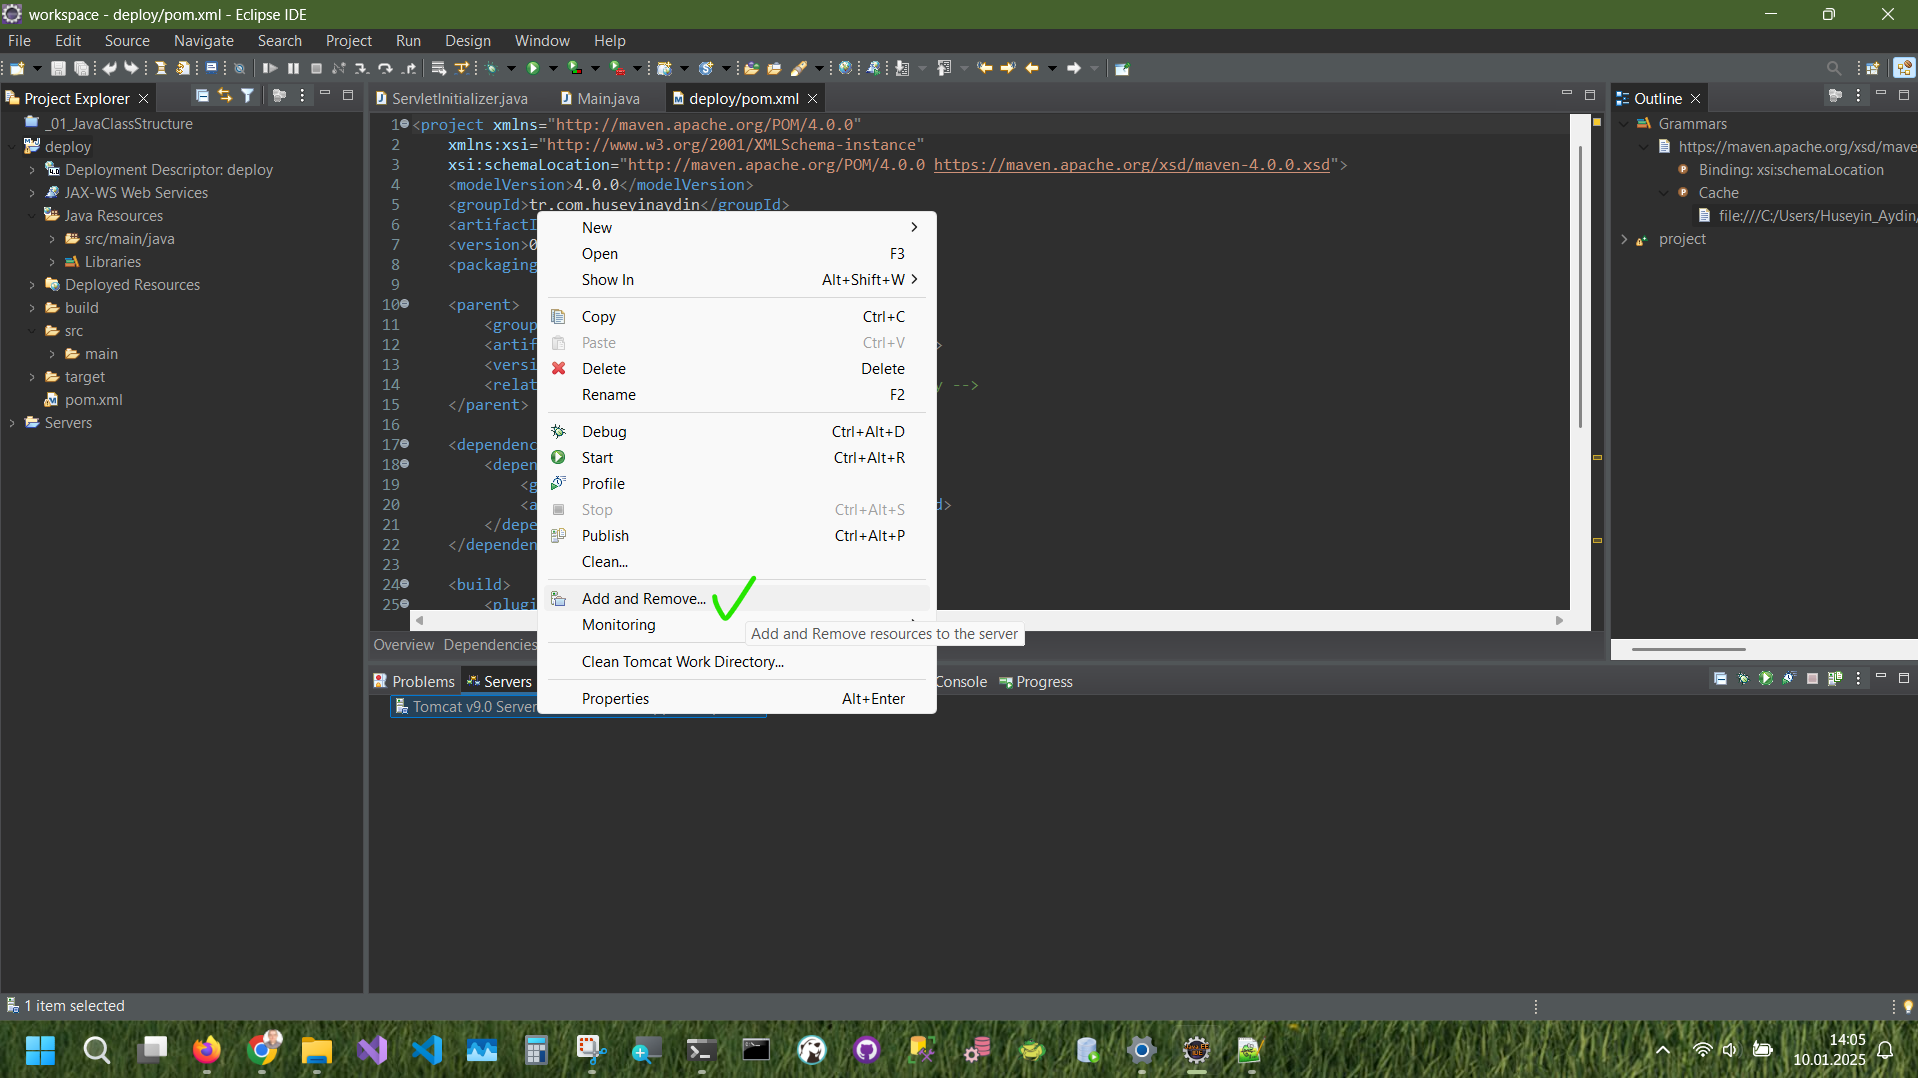 workspace - deploy/pom.xml - Eclipse IDE
File Edit Source Navigate Search Project Run Design Window Help
Project Explorer
_01_JavaClassStructure
deploy
Deployment Descriptor: deploy
JAX-WS Web Services
Java Resources
src/main/java
Libraries
Deployed Resources
build
src
main
target
pom.xml
Servers
ServletInitializer.java Main.java deploy/pom.xml
1 <project xmlns="http://maven.apache.org/POM/4.0.0"
2 xmlns:xsi="http://www.w3.org/2001/XMLSchema-instance"
3 xsi:schemaLocation="http://maven.apache.org/POM/4.0.0 https://maven.apache.org/xsd/maven-4.0.0.xsd">
4 <modelVersion>4.0.0</modelVersion>
5 <groupId>tr.com.huseyinaydin</groupId>
6 <artifactI
7 <version>0
8 <packaging
9
10 <parent>
11 <group
12 <artif >
13 <versi
14 <relat y -->
15 </parent>
16
17 <dependenc
18 <depen
19 <g
20 <a d>
21 </depe
22 </dependen
23
24 <build>
25 <plugi
Overview Dependencies
New
Open F3
Show In Alt+Shift+W
Copy Ctrl+C
Paste Ctrl+V
Delete Delete
Rename F2
Debug Ctrl+Alt+D
Start Ctrl+Alt+R
Profile
Stop Ctrl+Alt+S
Publish Ctrl+Alt+P
Clean...
Add and Remove...
Monitoring
Add and Remove resources to the server
Clean Tomcat Work Directory...
Properties Alt+Enter
Outline
Grammars
https://maven.apache.org/xsd/mave
Binding: xsi:schemaLocation
Cache
file:///C:/Users/Huseyin_Aydin/
project
Problems Servers Console Progress
Tomcat v9.0 Server
1 item selected
14:05
10.01.2025